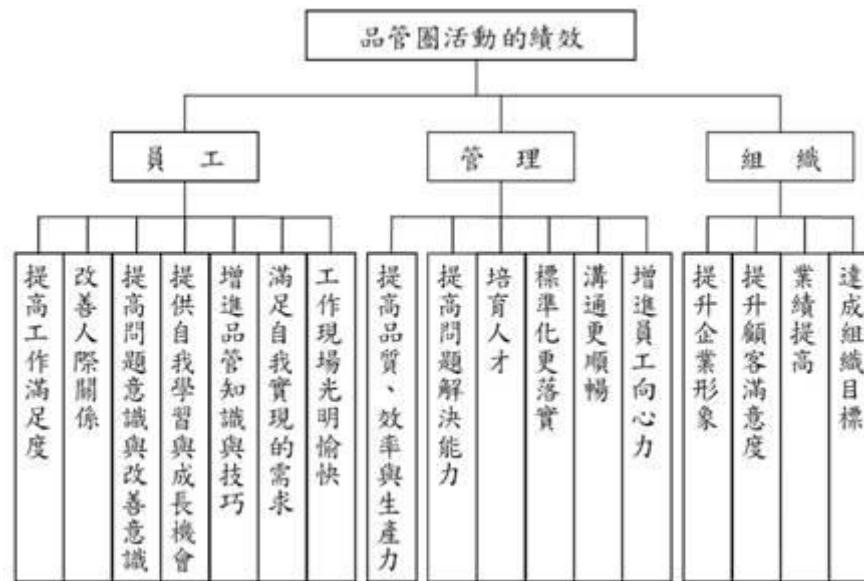 品管圈活動的績效
員工
管理
組織
提高工作滿足度
改善人際關係
提高問題意識與改善意識
提供自我學習與成長機會
增進品管知識與技巧
滿足自我實現的需求
工作現場光明愉快
提高品質、效率與生產力
提高問題解決能力
培育人才
標準化更落實
溝通更順暢
增進員工向心力
提升企業形象
提升顧客滿意度
業績提高
達成組織目標